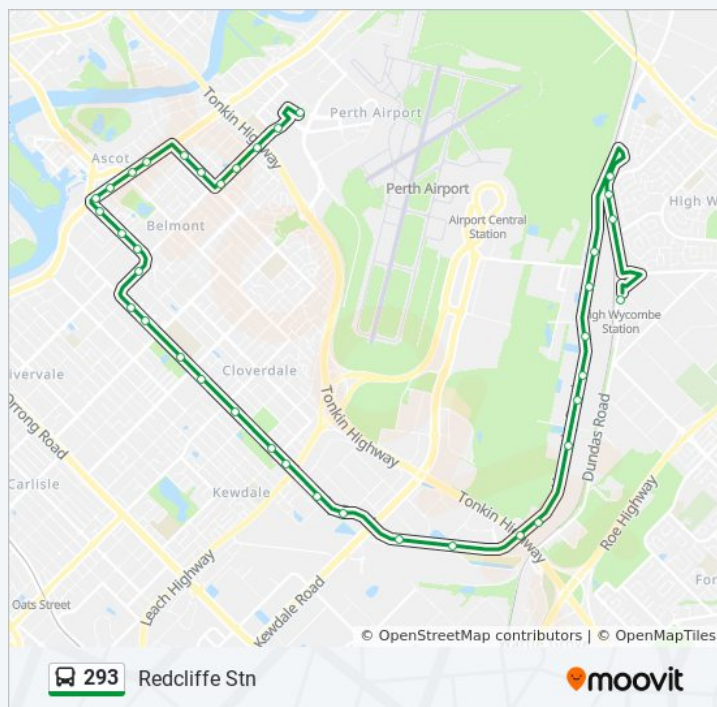 Tonkin Highway
Perth Airport
Ascot
Perth Airport
High W
Airport Central
Station
Belmont
igh Wycombe
Station
ivervale
Cloverdale
Tonkin Highway
Dundas Road
orrong Road
Carlisle
Kewdale
Tonkin Highway
Roe Highway
Leach Highway
Kewdale Road
Oats Street
For
© OpenStreetMap contributors | © OpenMapTiles
293 Redcliffe Stn
moovit